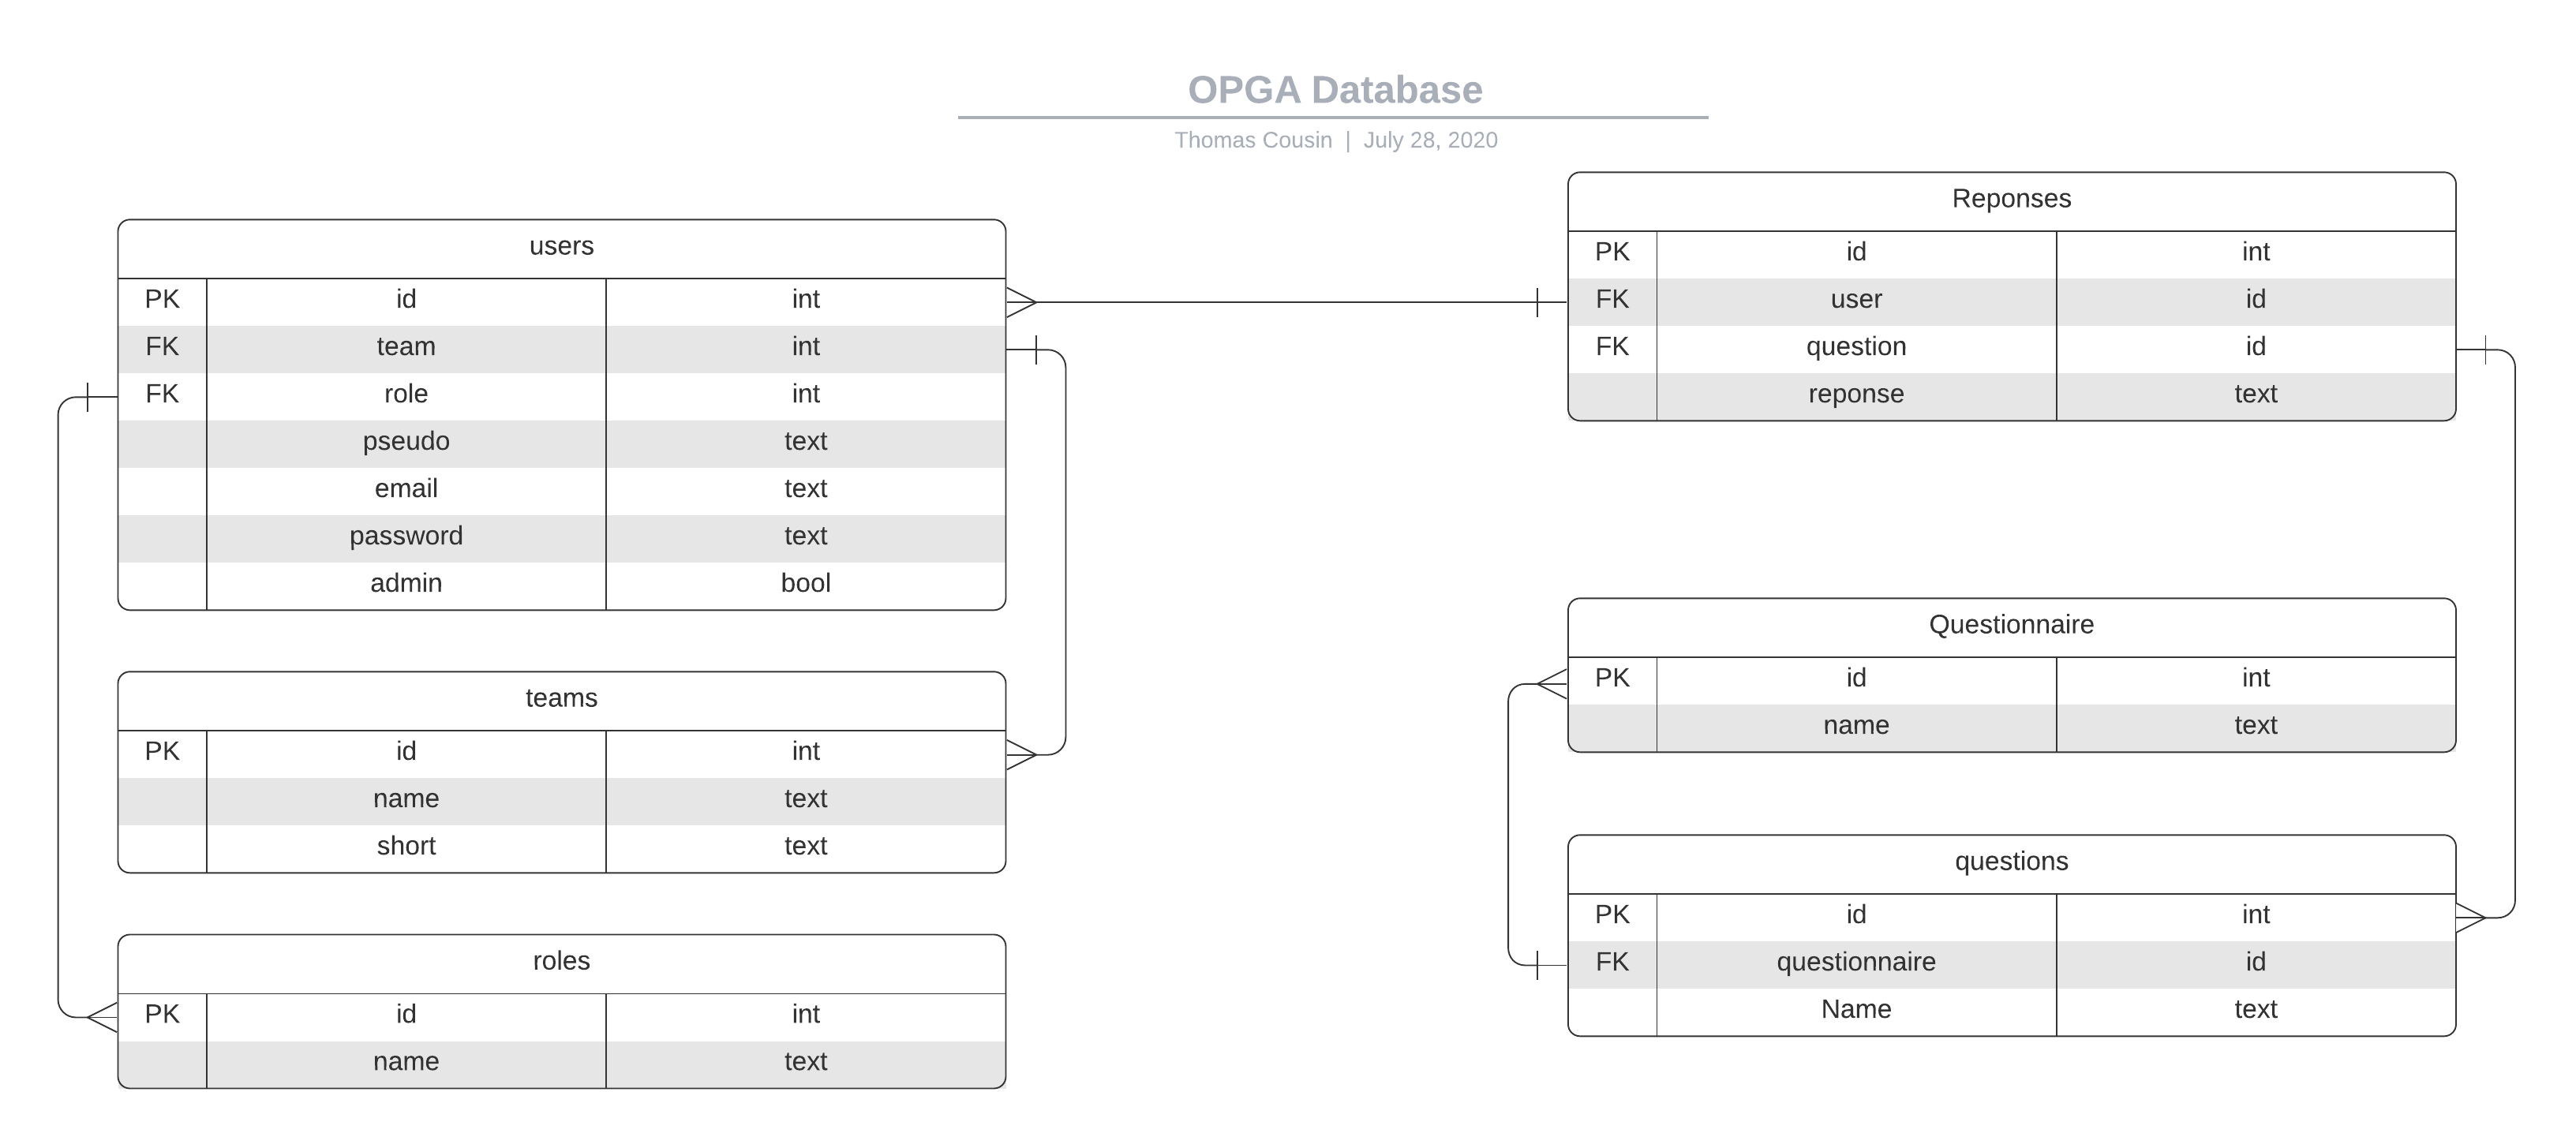 OPGA Database
Thomas Cousin | July 28, 2020
users
PK id int
FK team int
FK role int
pseudo text
email text
password text
admin bool
teams
PK id int
name text
short text
roles
PK id int
name text
Reponses
PK id int
FK user id
FK question id
reponse text
Questionnaire
PK id int
name text
questions
PK id int
FK questionnaire id
Name text